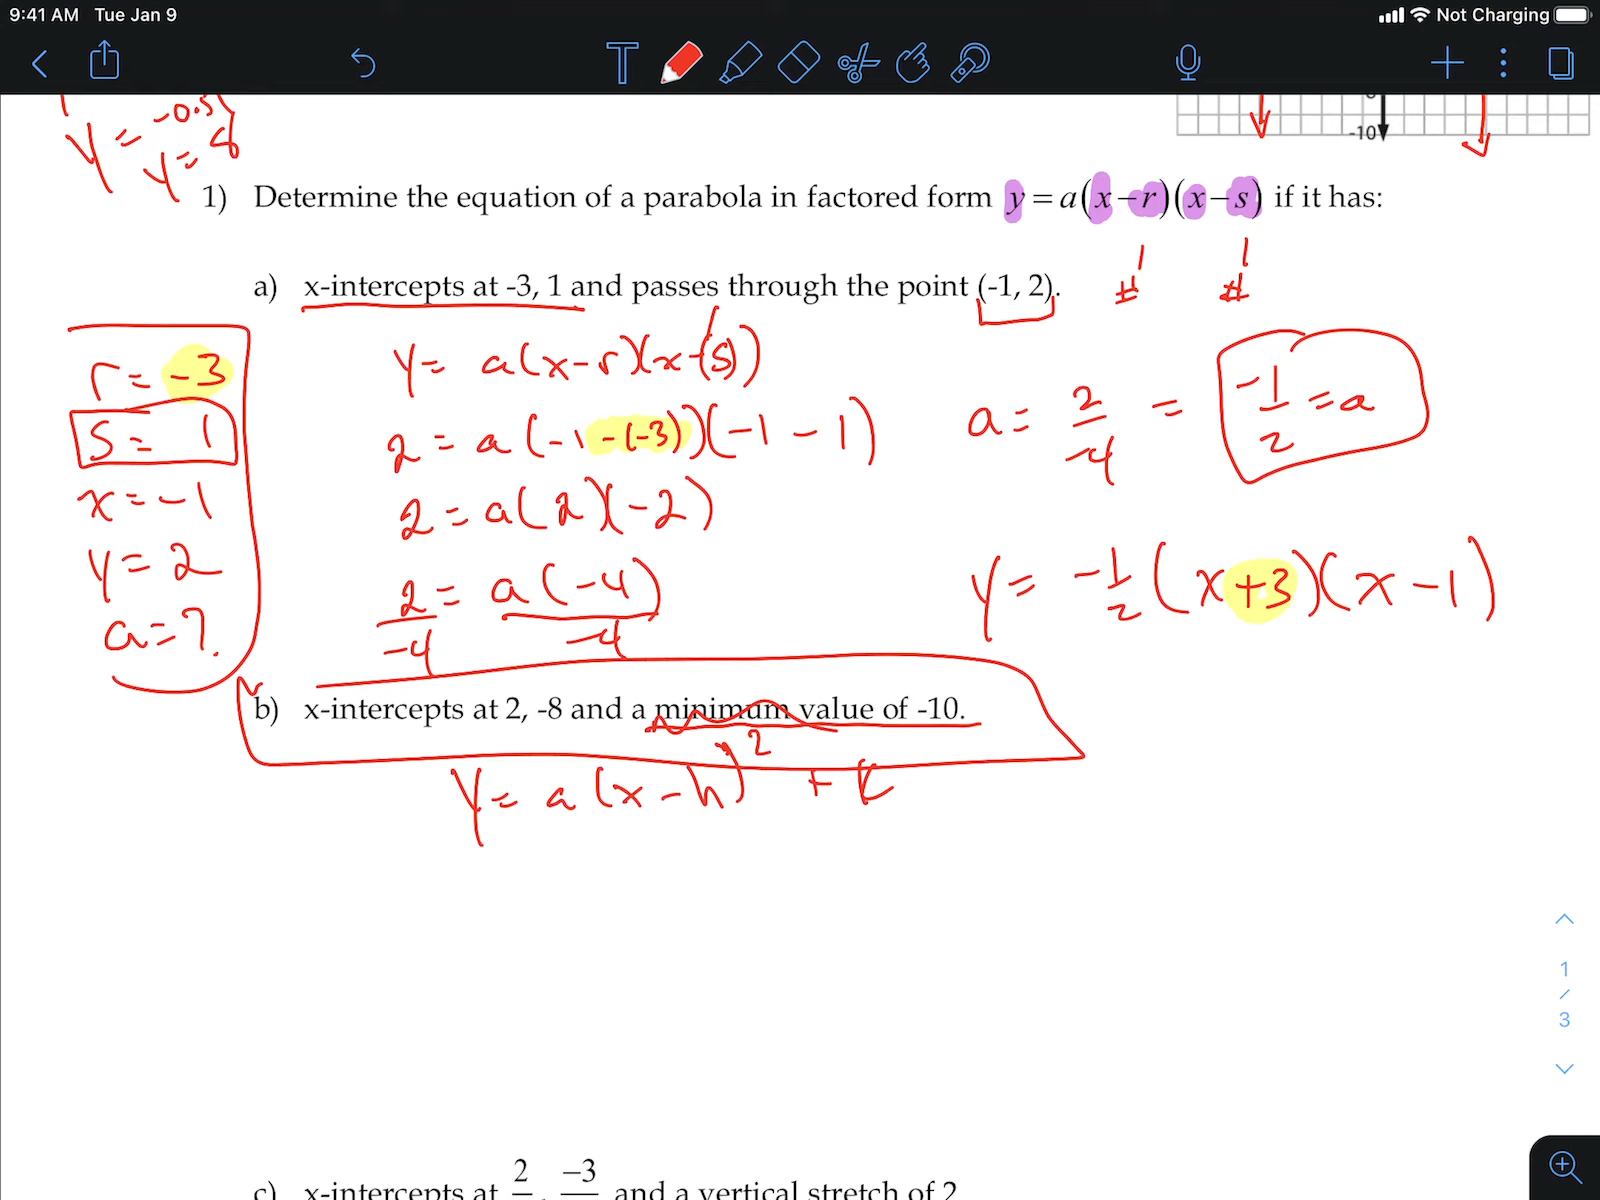 9:41 AM Tue Jan 9
Not Charging
-10
y = -0.5(
y = 8
1) Determine the equation of a parabola in factored form y = a(x – r)(x – s) if it has:
# #
a) x-intercepts at -3, 1 and passes through the point (-1, 2).
r = -3
s = 1
x = -1
y = 2
a = ?
y = a(x - r)(x - (s))
2 = a(-1 - (-3))(-1 - 1)
2 = a(2)(-2)
2 = a(-4)
-4 -4
a = 2/-4 = -1/2 = a
y = -1/2 (x + 3)(x - 1)
b) x-intercepts at 2, -8 and a minimum value of -10.
y = a(x - h)² + k
1
/
3
c) x-intercepts at 2 , -3 and a vertical stretch of 2